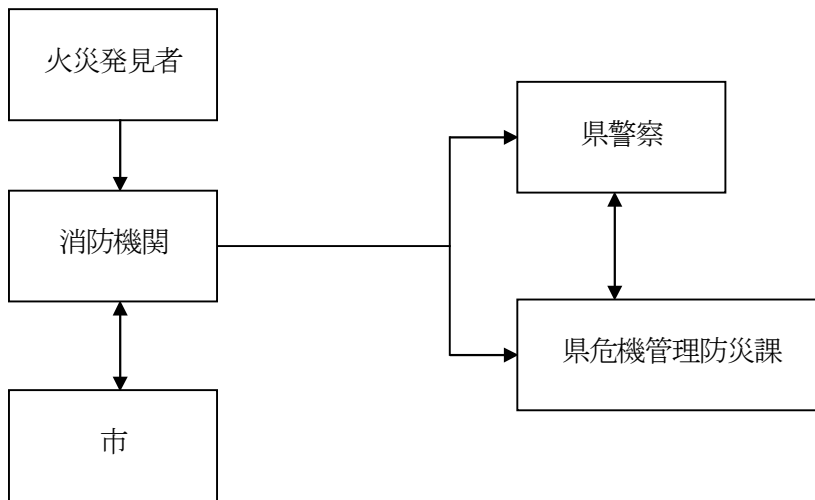 火災発見者
県警察
消防機関
県危機管理防災課
市